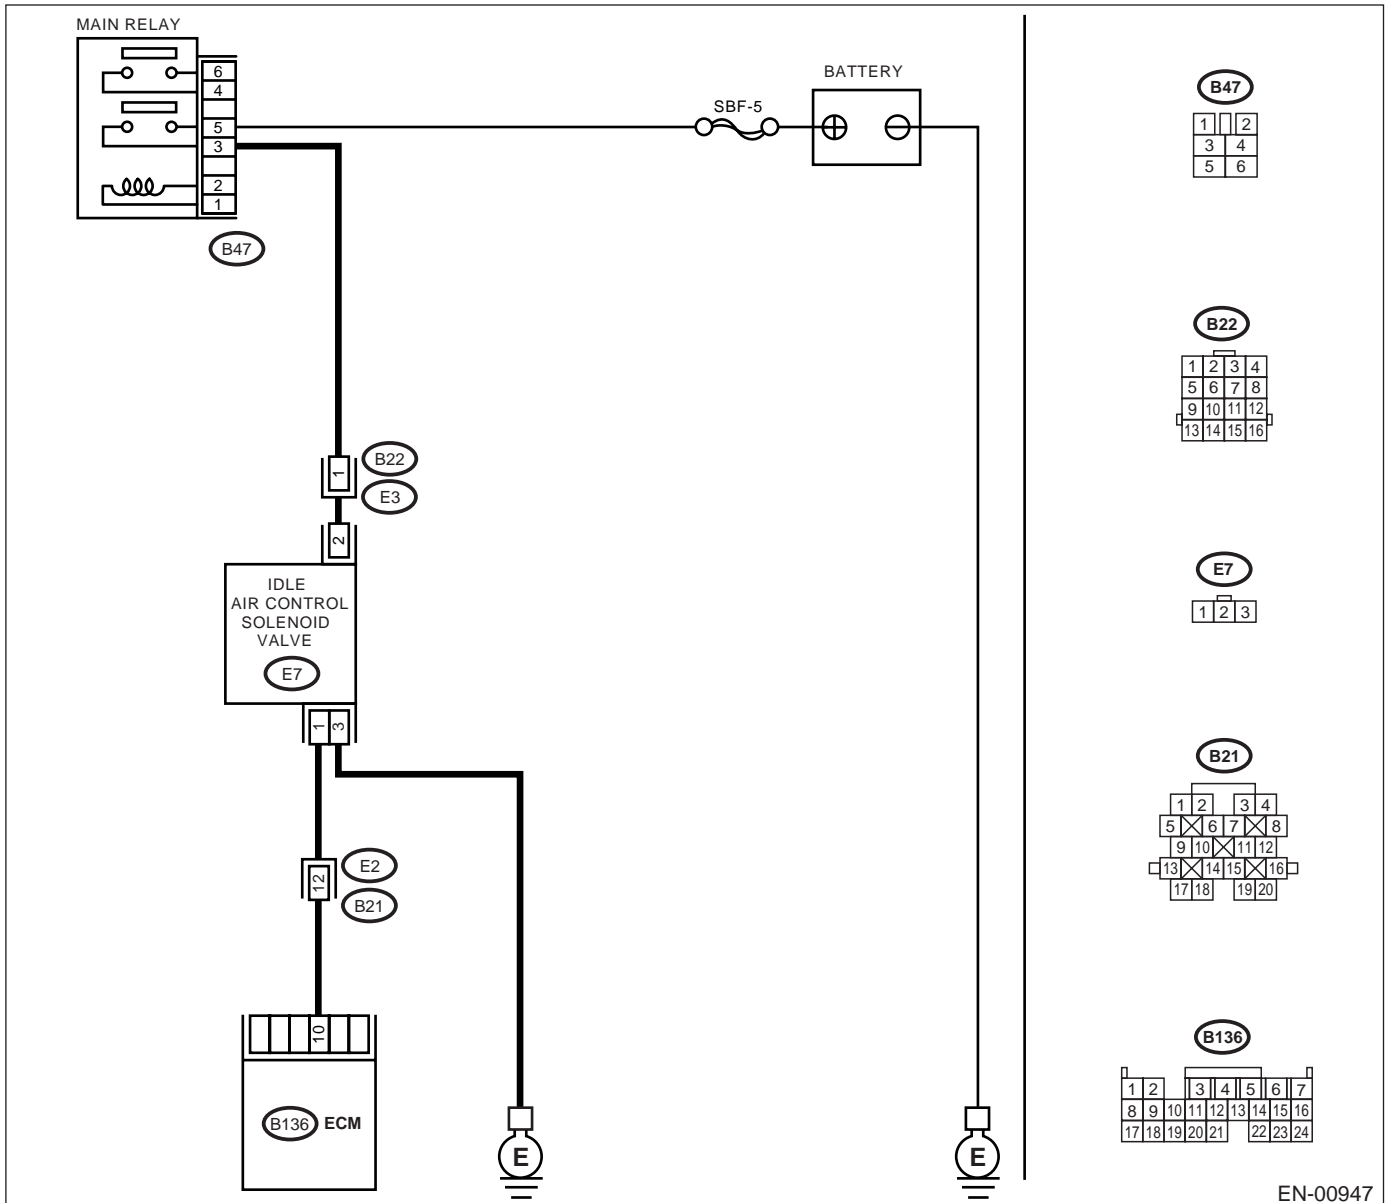 MAIN RELAY
6
4
5
3
2
1
B47
SBF-5
BATTERY
1
B22
E3
2
IDLE
AIR CONTROL
SOLENOID
VALVE
E7
1 3
12
E2
B21
10
B136 ECM
E
E
B47
1 2
3 4
5 6
B22
1 2 3 4
5 6 7 8
9 10 11 12
13 14 15 16
E7
1 2 3
B21
1 2 3 4
5 6 7 8
9 10 11 12
13 14 15 16
17 18 19 20
B136
1 2 3 4 5 6 7
8 9 10 11 12 13 14 15 16
17 18 19 20 21 22 23 24
EN-00947